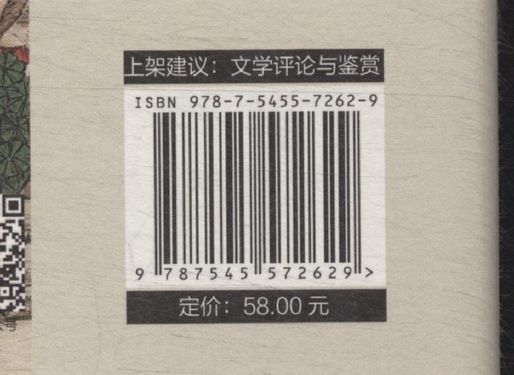 上架建议：文学评论与鉴赏
ISBN 978-7-5455-7262-9
9 787545 572629 >
定价：58.00 元
号